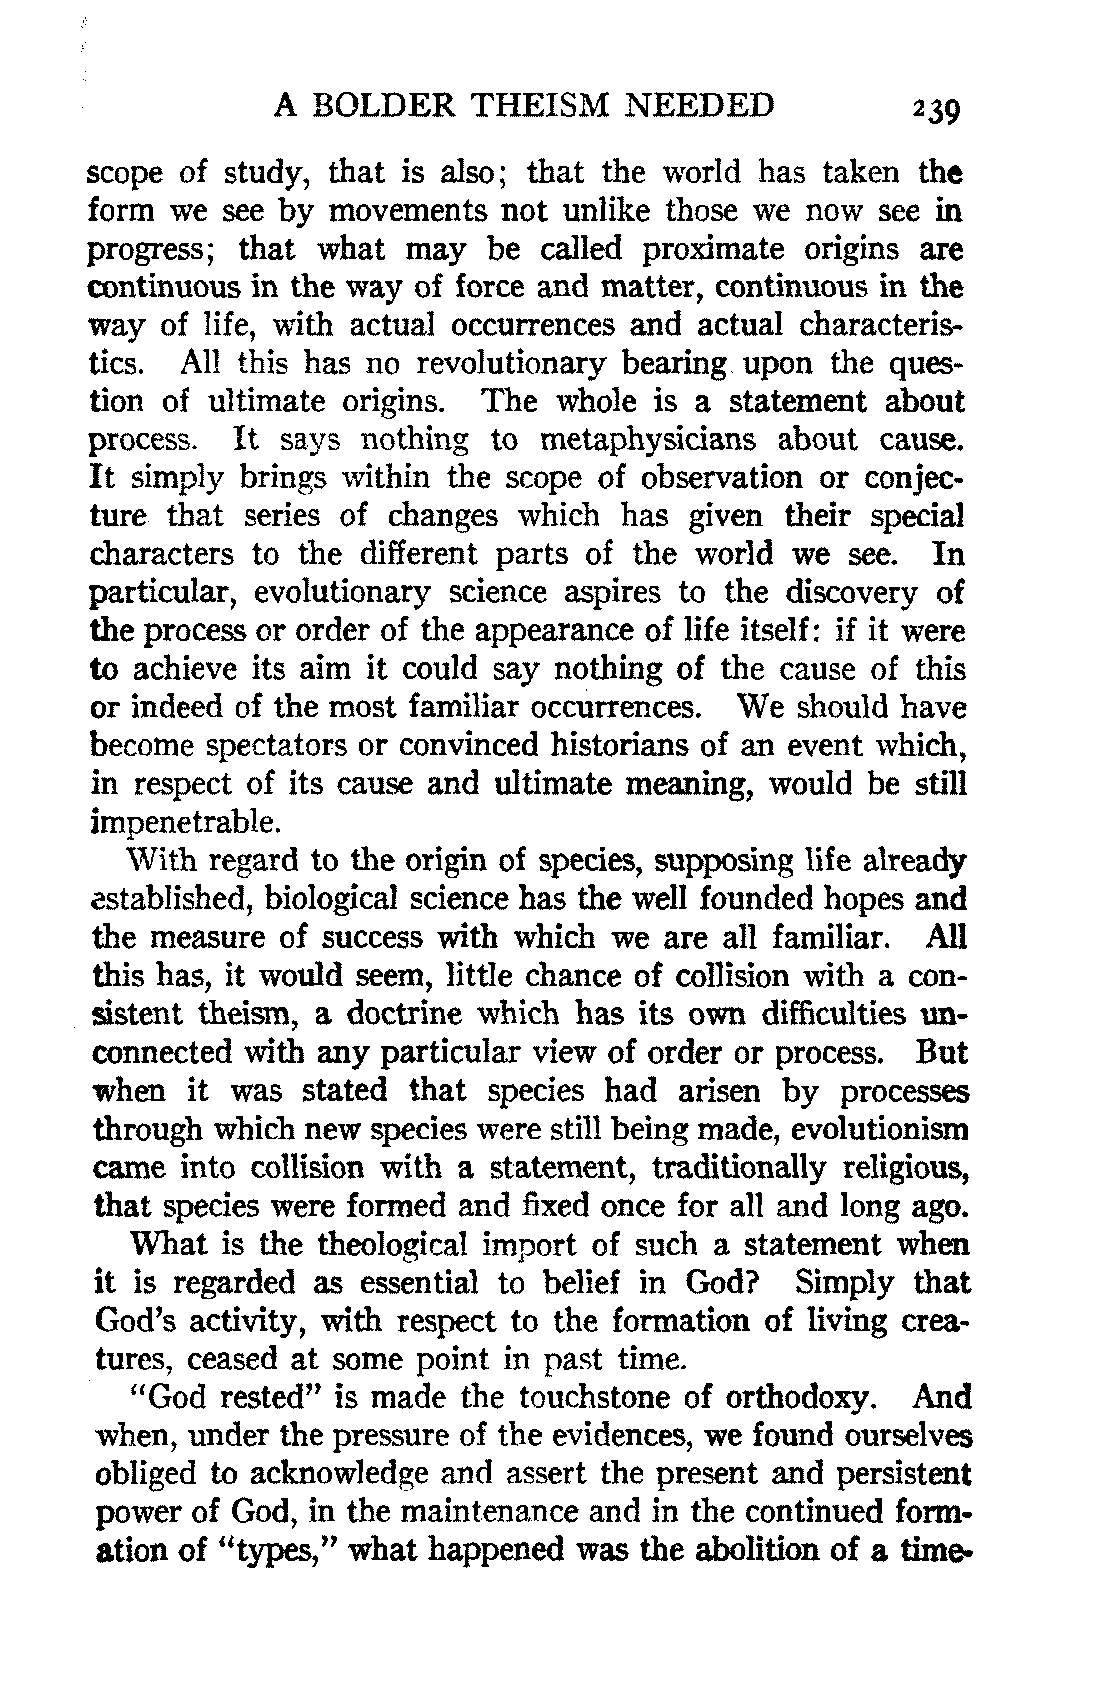 A BOLDER THEISM NEEDED 239
scope of study, that is also; that the world has taken the
form we see by movements not unlike those we now see in
progress; that what may be called proximate origins are
continuous in the way of force and matter, continuous in the
way of life, with actual occurrences and actual characteris-
tics. All this has no revolutionary bearing upon the ques-
tion of ultimate origins. The whole is a statement about
process. It says nothing to metaphysicians about cause.
It simply brings within the scope of observation or conjec-
ture that series of changes which has given their special
characters to the different parts of the world we see. In
particular, evolutionary science aspires to the discovery of
the process or order of the appearance of life itself: if it were
to achieve its aim it could say nothing of the cause of this
or indeed of the most familiar occurrences. We should have
become spectators or convinced historians of an event which,
in respect of its cause and ultimate meaning, would be still
impenetrable.
With regard to the origin of species, supposing life already
established, biological science has the well founded hopes and
the measure of success with which we are all familiar. All
this has, it would seem, little chance of collision with a con-
sistent theism, a doctrine which has its own difficulties un-
connected with any particular view of order or process. But
when it was stated that species had arisen by processes
through which new species were still being made, evolutionism
came into collision with a statement, traditionally religious,
that species were formed and fixed once for all and long ago.
What is the theological import of such a statement when
it is regarded as essential to belief in God? Simply that
God's activity, with respect to the formation of living crea-
tures, ceased at some point in past time.
"God rested" is made the touchstone of orthodoxy. And
when, under the pressure of the evidences, we found ourselves
obliged to acknowledge and assert the present and persistent
power of God, in the maintenance and in the continued form-
ation of "types," what happened was the abolition of a time-